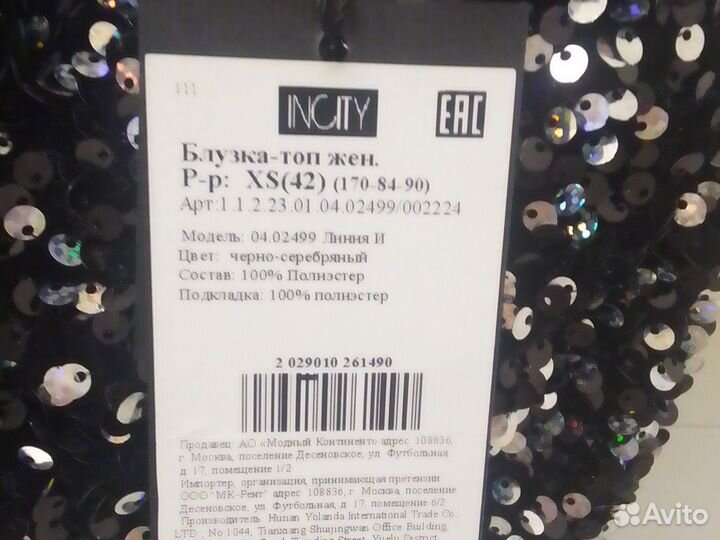 111
INCITY
EAC
Блузка-топ жен.
Р-р: XS(42) (170-84-90)
Арт:1.1.2.23.01.04.02499/002224
Модель: 04.02499 Линия И
Цвет: черно-серебряный
Состав: 100% Полиэстер
Подкладка: 100% полиэстер
2 029010 261490
Продавец: АО «Модный Континент» адрес: 108836,
г. Москва, поселение Десеновское, ул. Футбольная,
д. 17, помещение 1/2
Импортер, организация, принимающая претензии
ООО "МК-Рент" адрес 108836, г. Москва, поселение
Десеновское, ул. Футбольная, д. 17, помещение 6/2
Производитель: Hunan Yolanda International Trade Co.,
LTD., No.1044, Tianxang Shuijingwan Office Building,
Street, Yuelu District
Avito